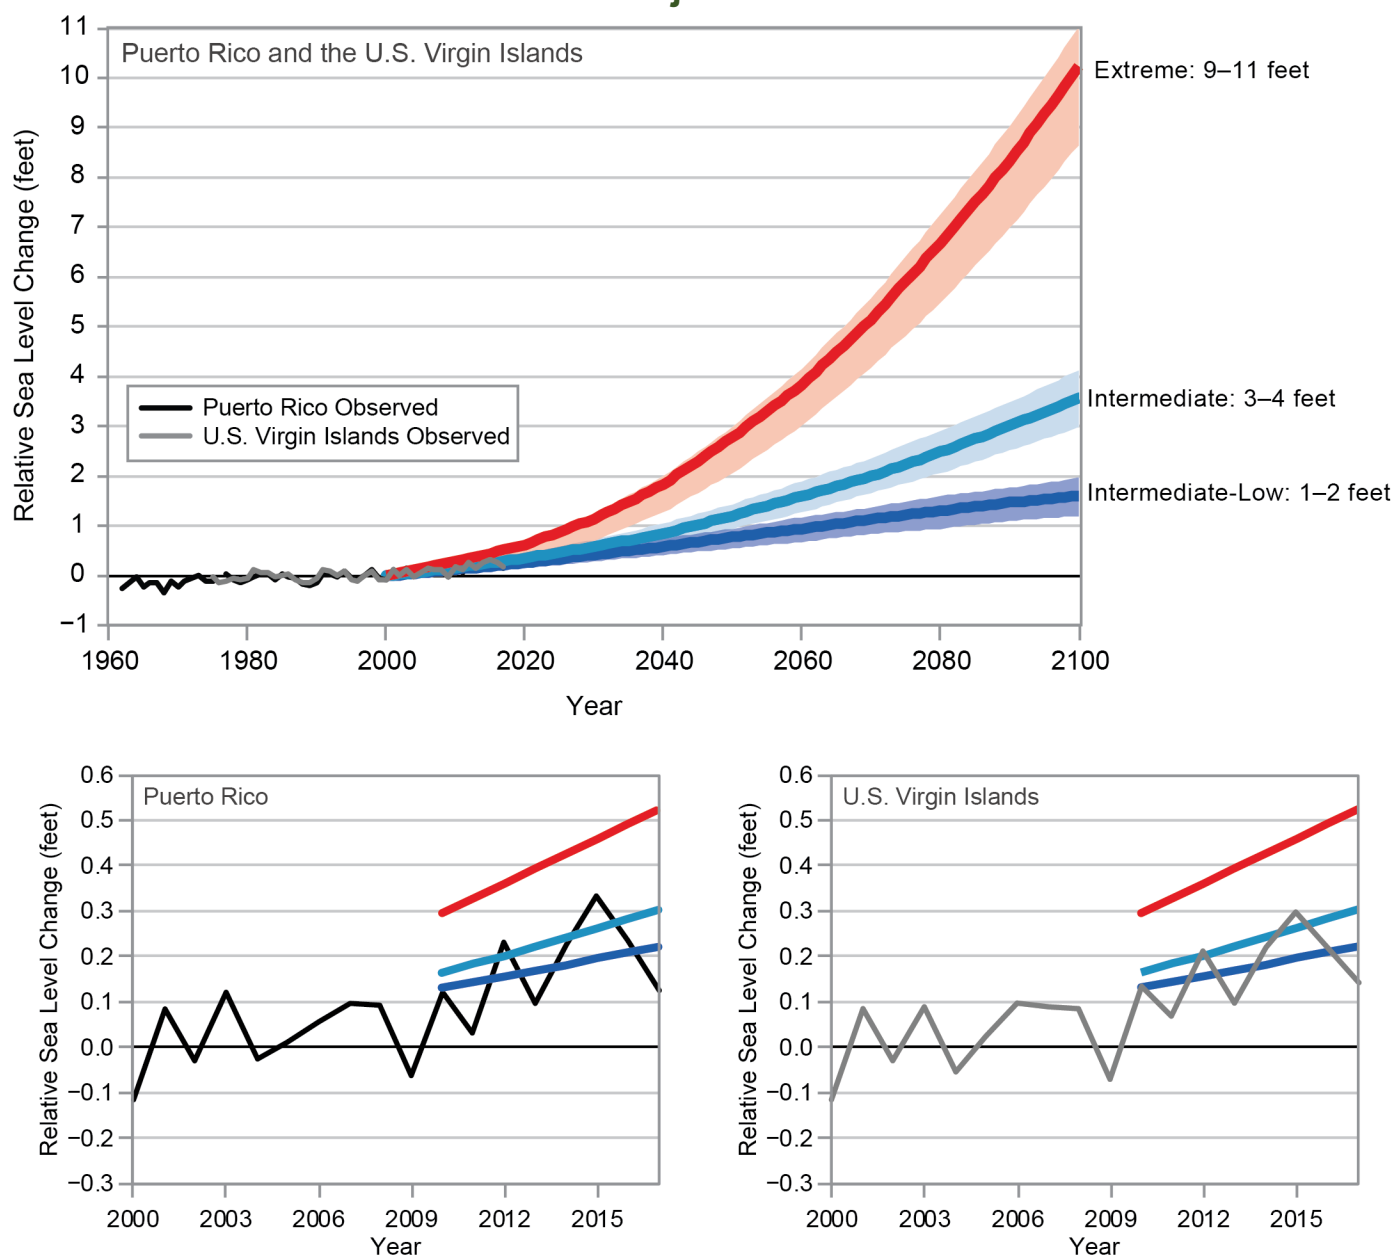 11
Puerto Rico and the U.S. Virgin Islands
10
9
8
7
6
5
4
3
2
1
0
−1
Relative Sea Level Change (feet)
Extreme: 9–11 feet
Intermediate: 3–4 feet
Intermediate-Low: 1–2 feet
Puerto Rico Observed
U.S. Virgin Islands Observed
1960 1980 2000 2020 2040 2060 2080 2100
Year
0.6
0.5
0.4
0.3
0.2
0.1
0.0
−0.1
−0.2
−0.3
Relative Sea Level Change (feet)
Puerto Rico
2000 2003 2006 2009 2012 2015
Year
0.6
0.5
0.4
0.3
0.2
0.1
0.0
−0.1
−0.2
−0.3
Relative Sea Level Change (feet)
U.S. Virgin Islands
2000 2003 2006 2009 2012 2015
Year